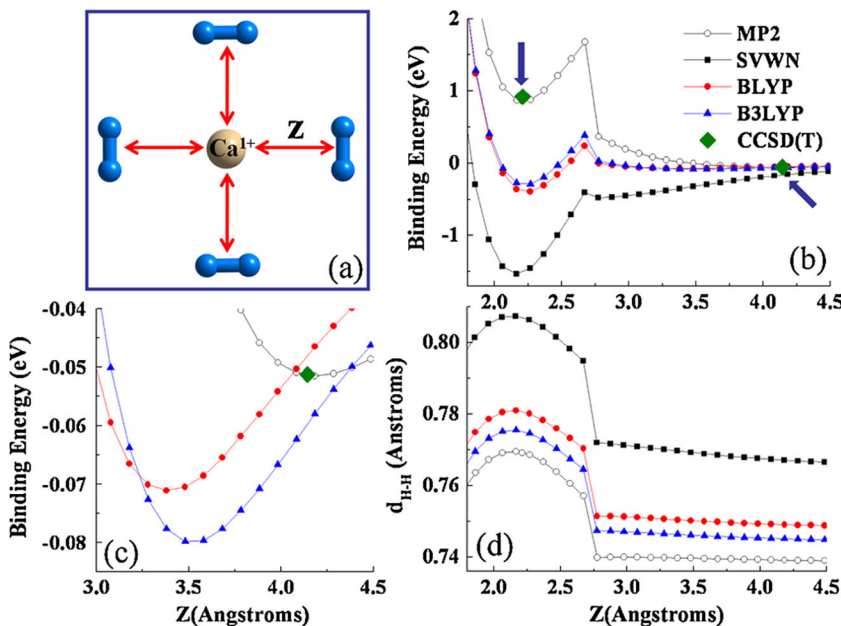 Ca1+
Z
(a)
Binding Energy (eV)
2
1
0
-1
MP2
SVWN
BLYP
B3LYP
CCSD(T)
(b)
2.0 2.5 3.0 3.5 4.0 4.5
Binding Energy (eV)
-0.04
-0.05
-0.06
-0.07
-0.08
(c)
3.0 3.5 4.0 4.5
Z(Angstroms)
dH-H (Anstroms)
0.80
0.78
0.76
0.74
(d)
2.0 2.5 3.0 3.5 4.0 4.5
Z(Angstroms)